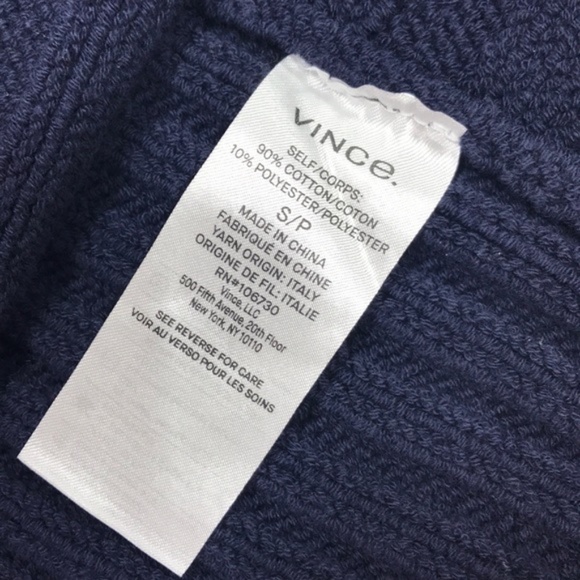 VINCE.
SELF/CORPS:
90% COTTON/COTON
10% POLYESTER/POLYESTER
S/P
MADE IN CHINA
FABRIQUÉ EN CHINE
YARN ORIGIN: ITALY
ORIGINE DE FIL: ITALIE
RN#106730
Vince, LLC
500 Fifth Avenue, 20th Floor
New York, NY 10110
SEE REVERSE FOR CARE
VOIR AU VERSO POUR LES SOINS